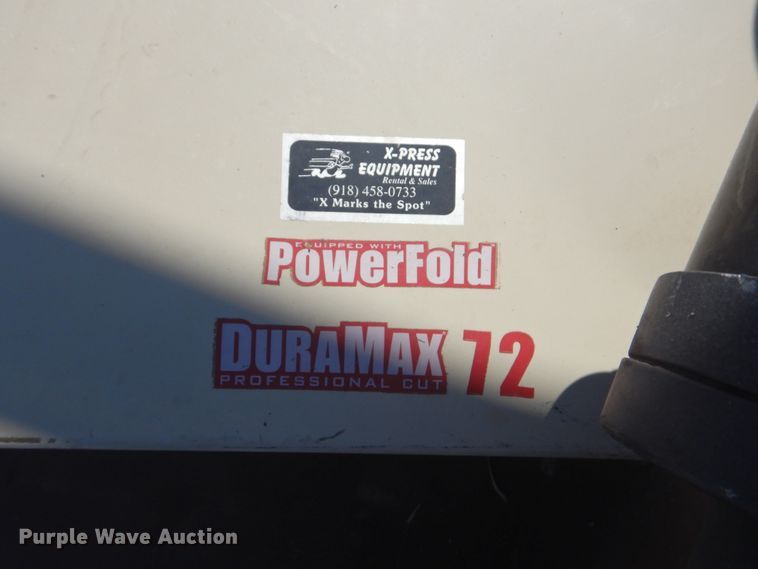 X-PRESS
EQUIPMENT
Rental & Sales
(918) 458-0733
"X Marks the Spot"
EQUIPPED WITH
PowerFold
DURAMAX 72
PROFESSIONAL CUT
Purple Wave Auction